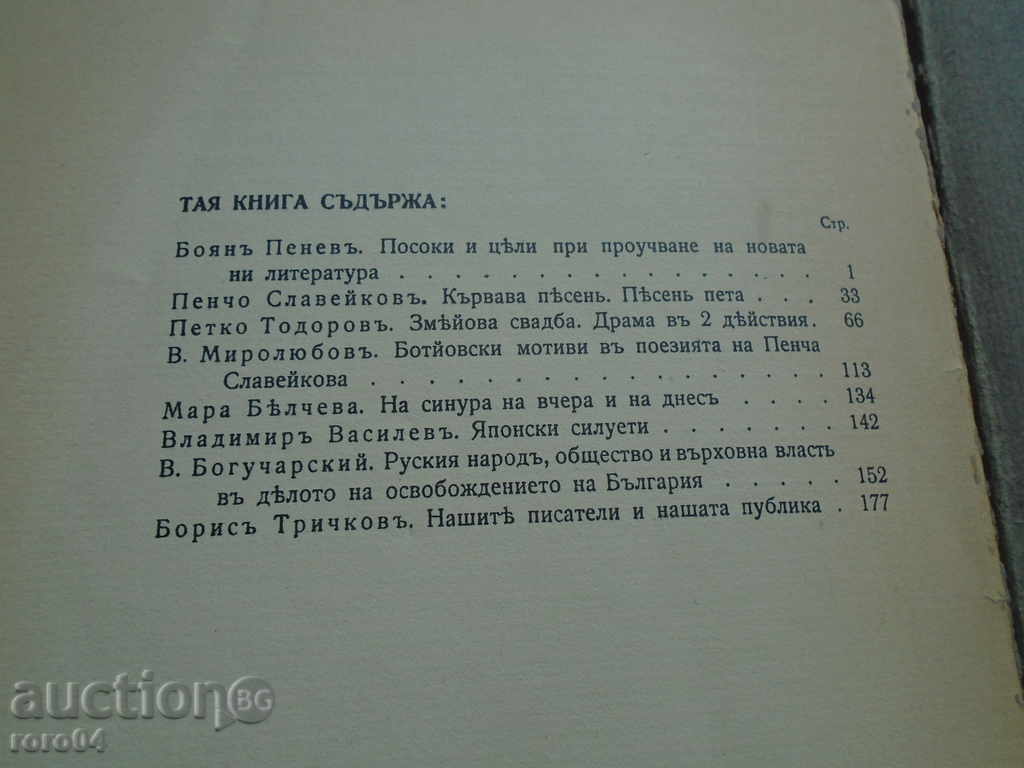 ТАЯ КНИГА СЪДЪРЖА:
Стр.
Боянъ Пеневъ. Посоки и цѣли при проучване на новата
ни литература . . . . . . . . . . . . . . . . 1
Пенчо Славейковъ. Кървава пѣсень. Пѣсень пета . . . 33
Петко Тодоровъ. Змѣйова свадба. Драма въ 2 дѣйствия. 66
В. Миролюбовъ. Ботйовски мотиви въ поезията на Пенча
Славейкова . . . . . . . . . . . . . . . . . 113
Мара Бѣлчева. На синура на вчера и на днесъ . . . . 134
Владимиръ Василевъ. Японски силуети . . . . . . . 142
В. Богучарский. Руския народъ, общество и върховна власть
въ дѣлото на освобождението на България . . . . . 152
Борисъ Тричковъ. Нашитѣ писатели и нашата публика . 177
auctionBG
roro04